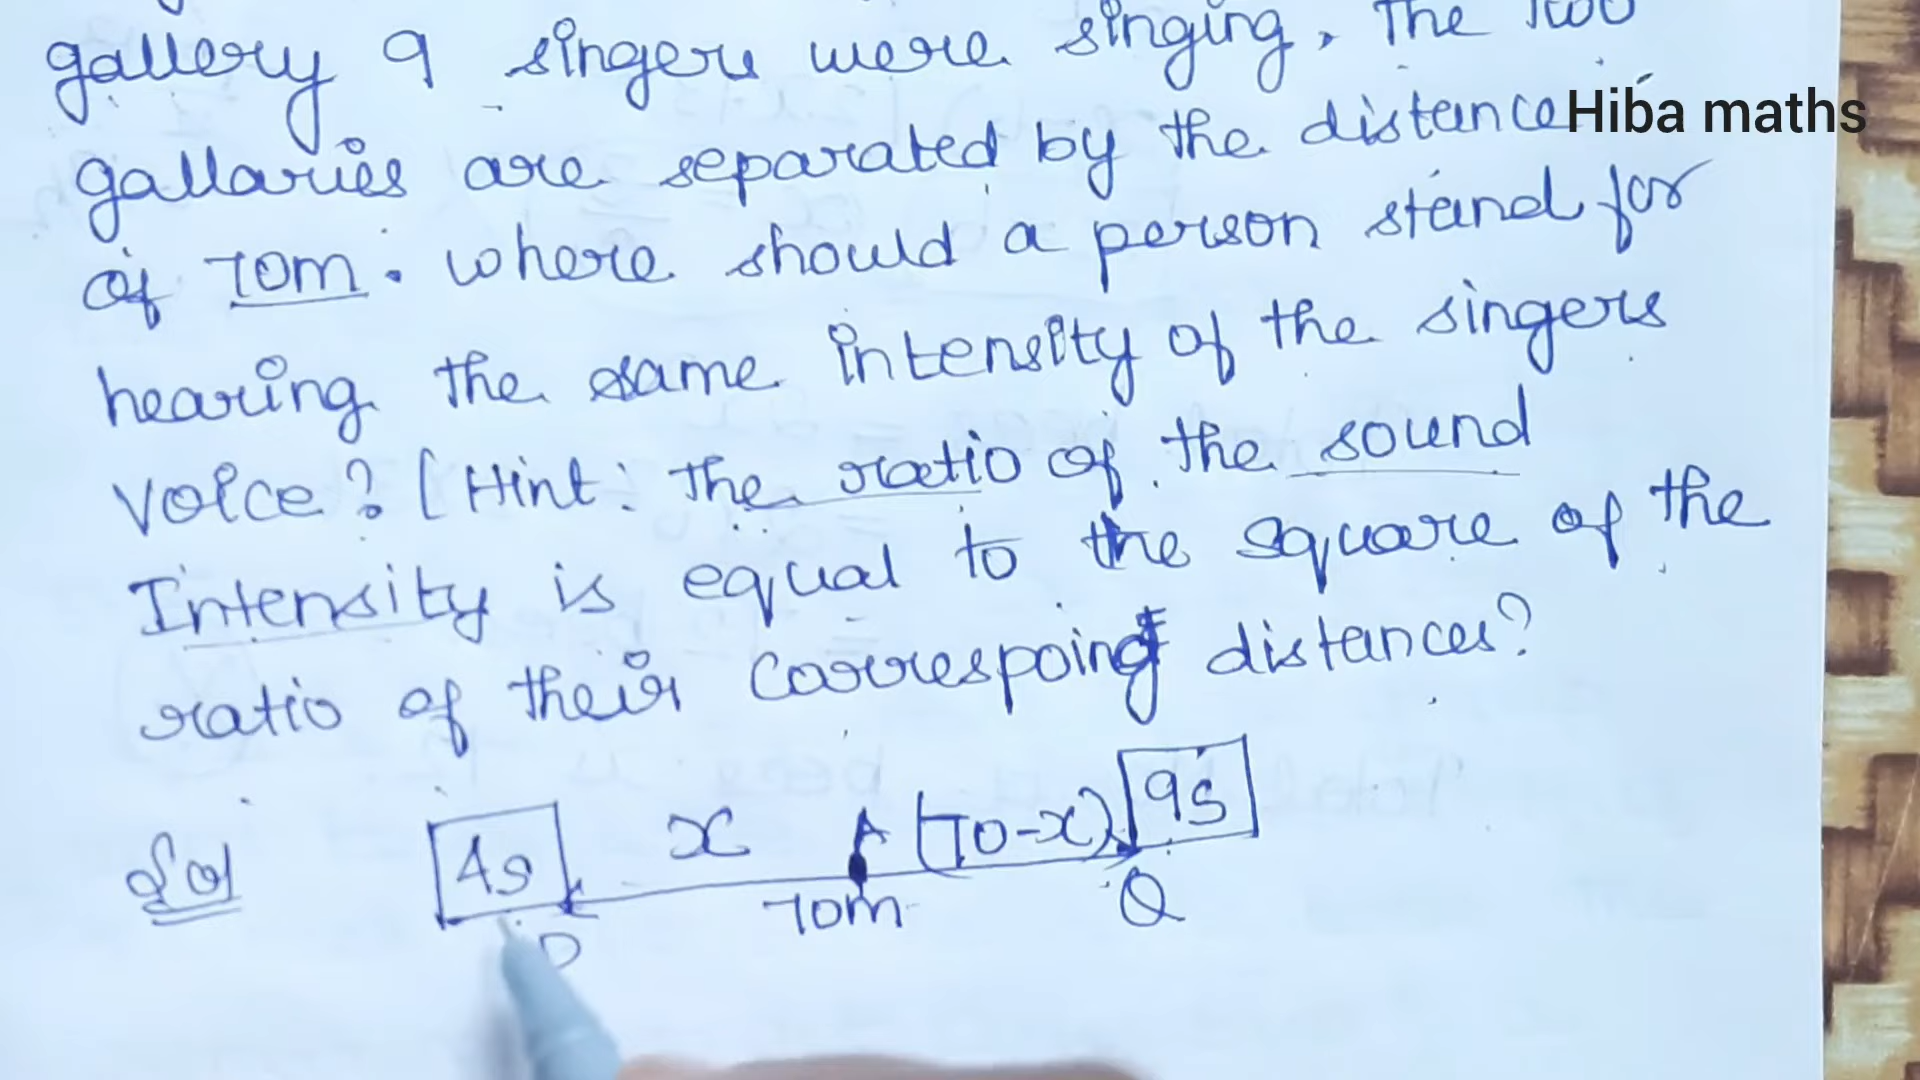 gallery 9 singers were singing. The two
gallaries are separated by the distance
Hiba maths
of 70m. where should a person stand for
hearing the same intensity of the singers
voice? [Hint: The ratio of the sound
Intensity is equal to the square of the
ratio of their
distances?
4s x A (70-x) 9s
70m Q